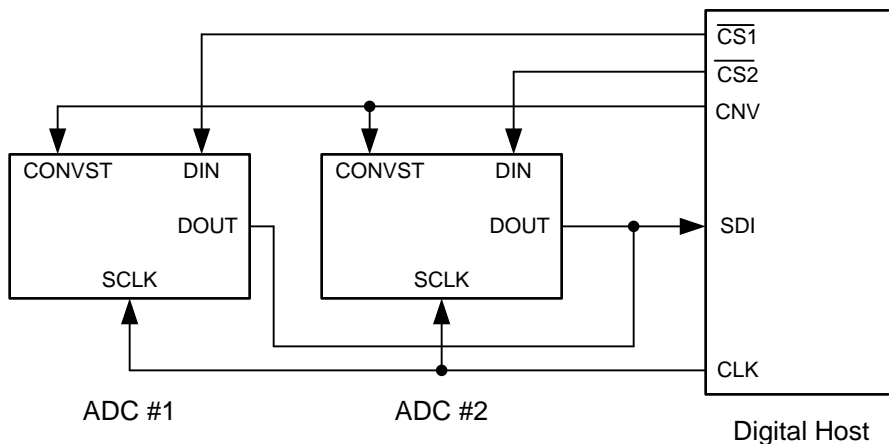 CS1
CS2
CNV
CONVST DIN
CONVST DIN
DOUT
DOUT
SDI
SCLK
SCLK
CLK
ADC #1
ADC #2
Digital Host